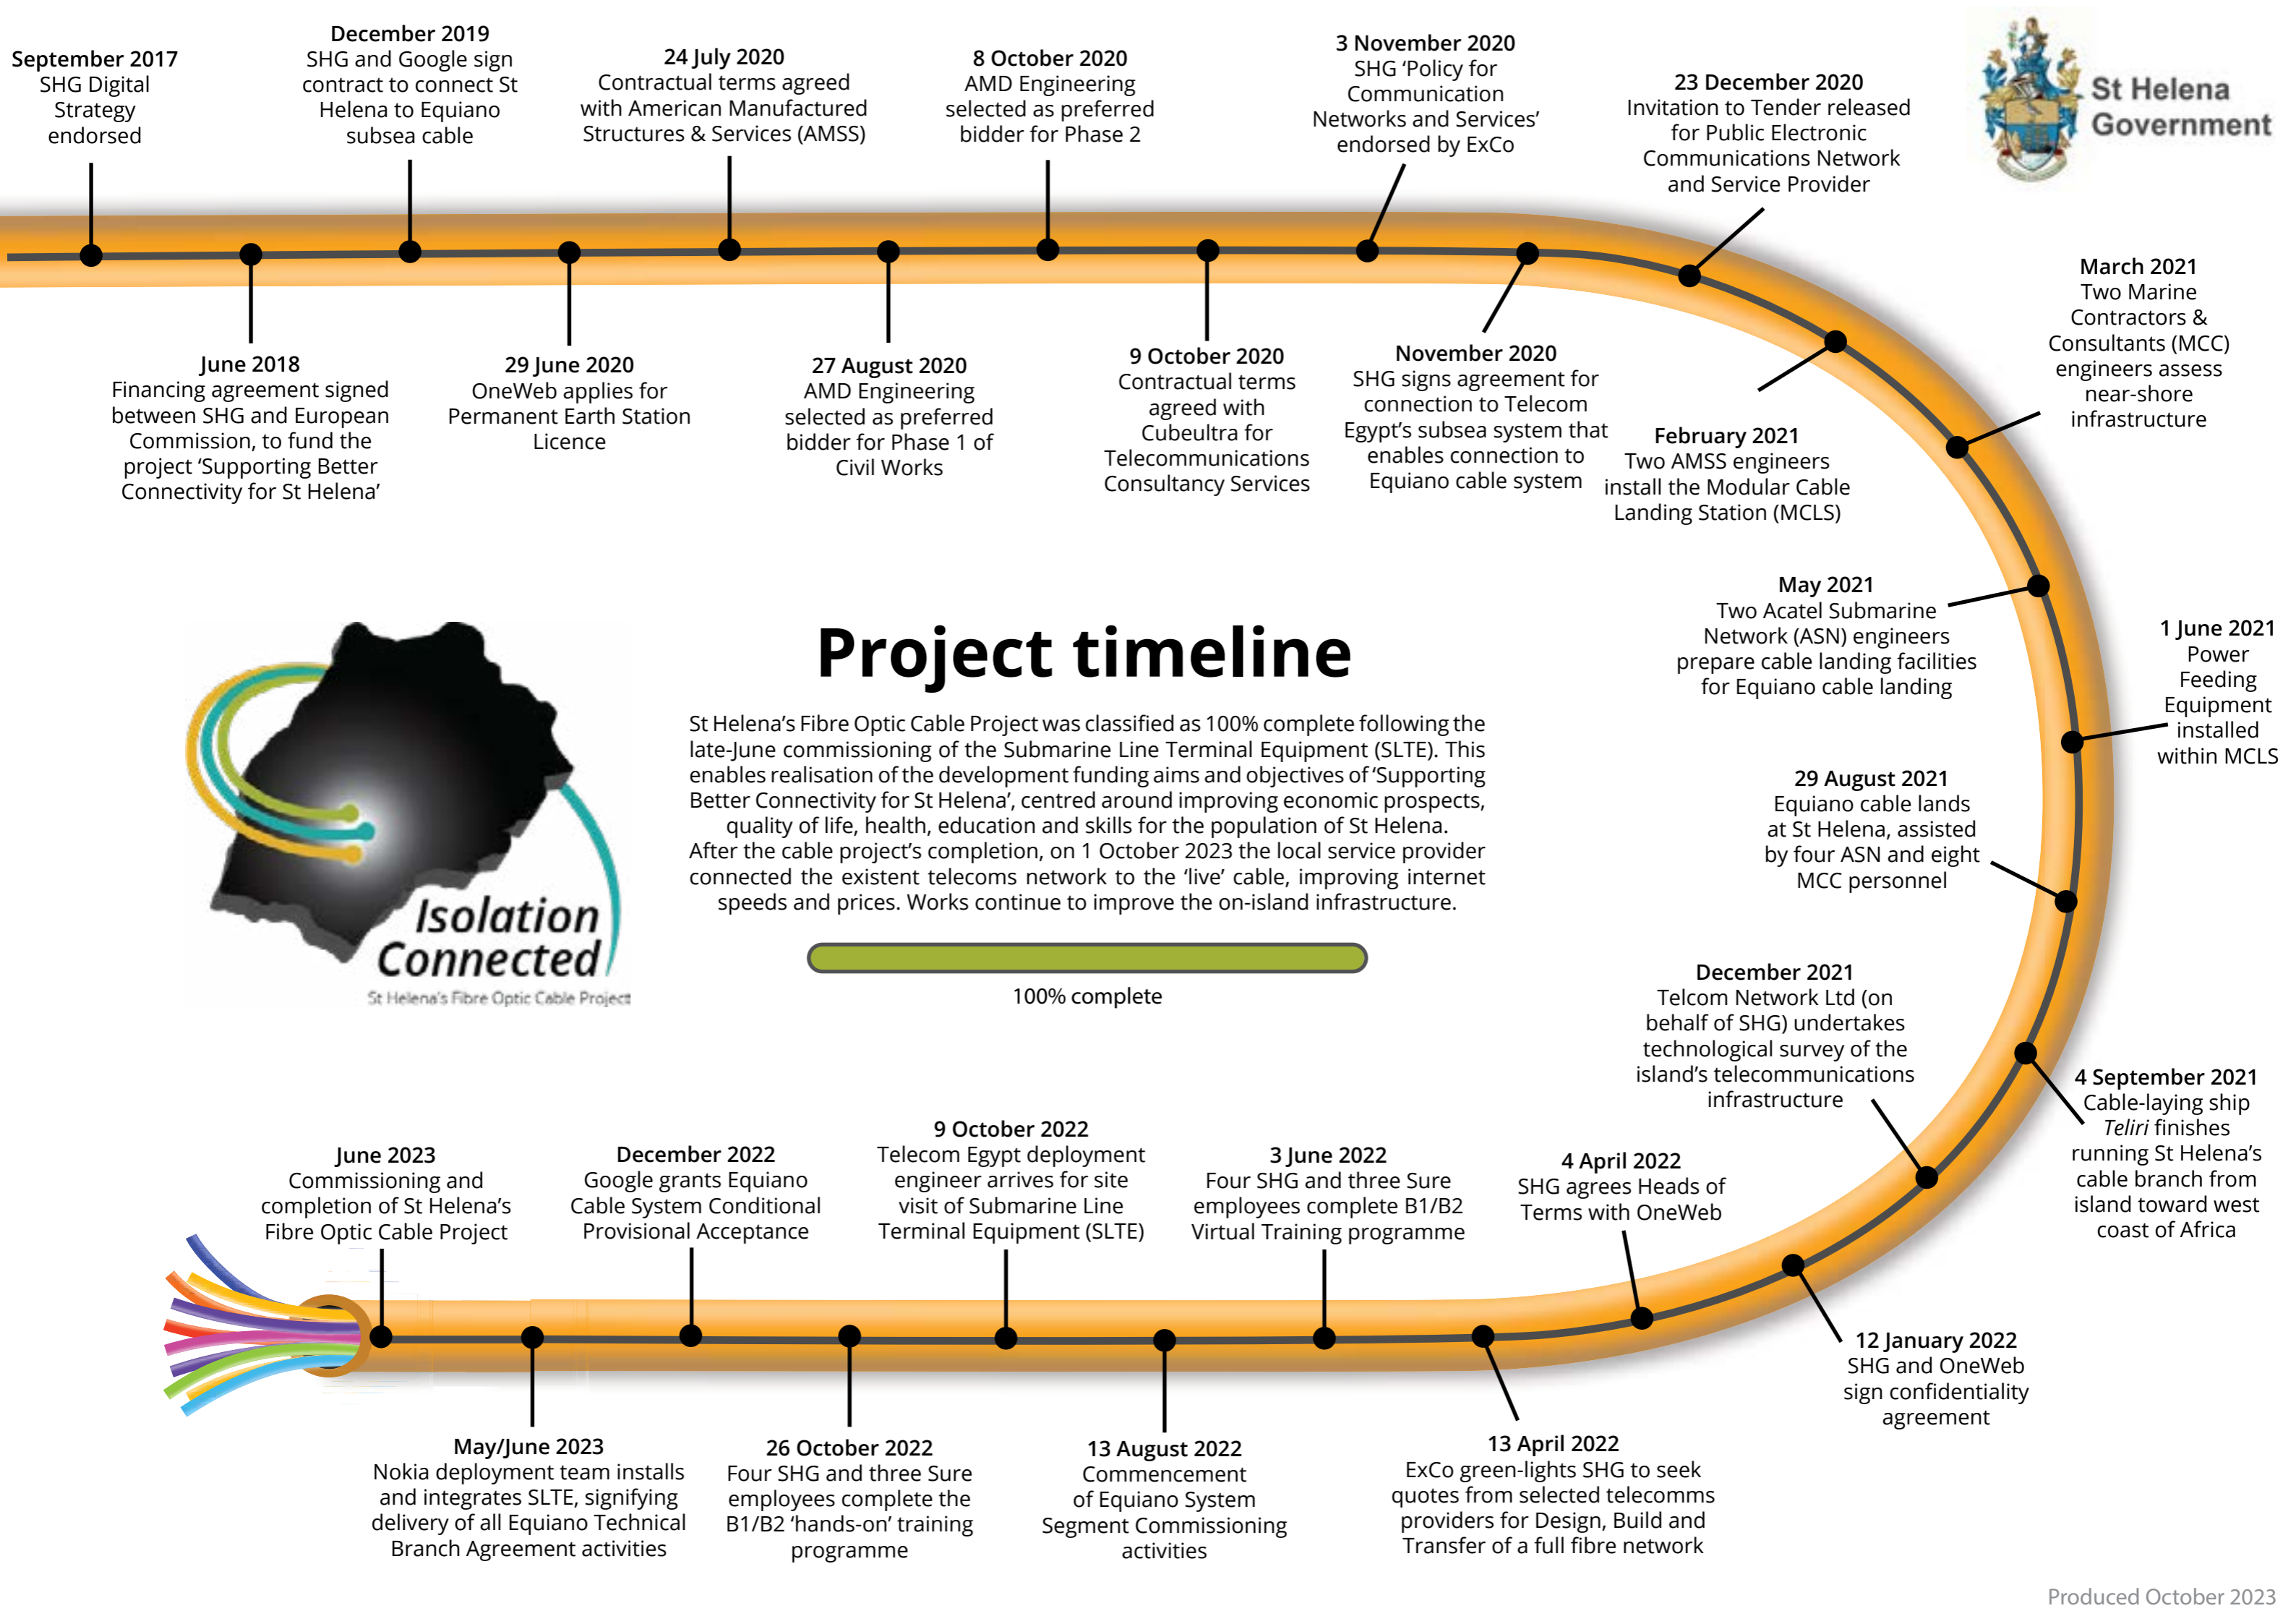 September 2017
SHG Digital
Strategy
endorsed
December 2019
SHG and Google sign
contract to connect St
Helena to Equiano
subsea cable
24 July 2020
Contractual terms agreed
with American Manufactured
Structures & Services (AMSS)
8 October 2020
AMD Engineering
selected as preferred
bidder for Phase 2
3 November 2020
SHG ‘Policy for
Communication
Networks and Services’
endorsed by ExCo
23 December 2020
Invitation to Tender released
for Public Electronic
Communications Network
and Service Provider
St Helena
Government
June 2018
Financing agreement signed
between SHG and European
Commission, to fund the
project ‘Supporting Better
Connectivity for St Helena’
29 June 2020
OneWeb applies for
Permanent Earth Station
Licence
27 August 2020
AMD Engineering
selected as preferred
bidder for Phase 1 of
Civil Works
9 October 2020
Contractual terms
agreed with
Cubeultra for
Telecommunications
Consultancy Services
November 2020
SHG signs agreement for
connection to Telecom
Egypt’s subsea system that
enables connection to
Equiano cable system
February 2021
Two AMSS engineers
install the Modular Cable
Landing Station (MCLS)
March 2021
Two Marine
Contractors &
Consultants (MCC)
engineers assess
near-shore
infrastructure
May 2021
Two Acatel Submarine
Network (ASN) engineers
prepare cable landing facilities
for Equiano cable landing
1 June 2021
Power
Feeding
Equipment
installed
within MCLS
29 August 2021
Equiano cable lands
at St Helena, assisted
by four ASN and eight
MCC personnel
Isolation
Connected
St Helena’s Fibre Optic Cable Project
Project timeline
St Helena’s Fibre Optic Cable Project was classified as 100% complete following the
late-June commissioning of the Submarine Line Terminal Equipment (SLTE). This
enables realisation of the development funding aims and objectives of ‘Supporting
Better Connectivity for St Helena’, centred around improving economic prospects,
quality of life, health, education and skills for the population of St Helena.
After the cable project’s completion, on 1 October 2023 the local service provider
connected the existent telecoms network to the ‘live’ cable, improving internet
speeds and prices. Works continue to improve the on-island infrastructure.
100% complete
4 September 2021
Cable-laying ship
Teliri finishes
running St Helena’s
cable branch from
island toward west
coast of Africa
December 2021
Telcom Network Ltd (on
behalf of SHG) undertakes
technological survey of the
island’s telecommunications
infrastructure
12 January 2022
SHG and OneWeb
sign confidentiality
agreement
4 April 2022
SHG agrees Heads of
Terms with OneWeb
13 April 2022
ExCo green-lights SHG to seek
quotes from selected telecomms
providers for Design, Build and
Transfer of a full fibre network
3 June 2022
Four SHG and three Sure
employees complete B1/B2
Virtual Training programme
13 August 2022
Commencement
of Equiano System
Segment Commissioning
activities
9 October 2022
Telecom Egypt deployment
engineer arrives for site
visit of Submarine Line
Terminal Equipment (SLTE)
26 October 2022
Four SHG and three Sure
employees complete the
B1/B2 ‘hands-on’ training
programme
December 2022
Google grants Equiano
Cable System Conditional
Provisional Acceptance
May/June 2023
Nokia deployment team installs
and integrates SLTE, signifying
delivery of all Equiano Technical
Branch Agreement activities
June 2023
Commissioning and
completion of St Helena’s
Fibre Optic Cable Project
Produced October 2023